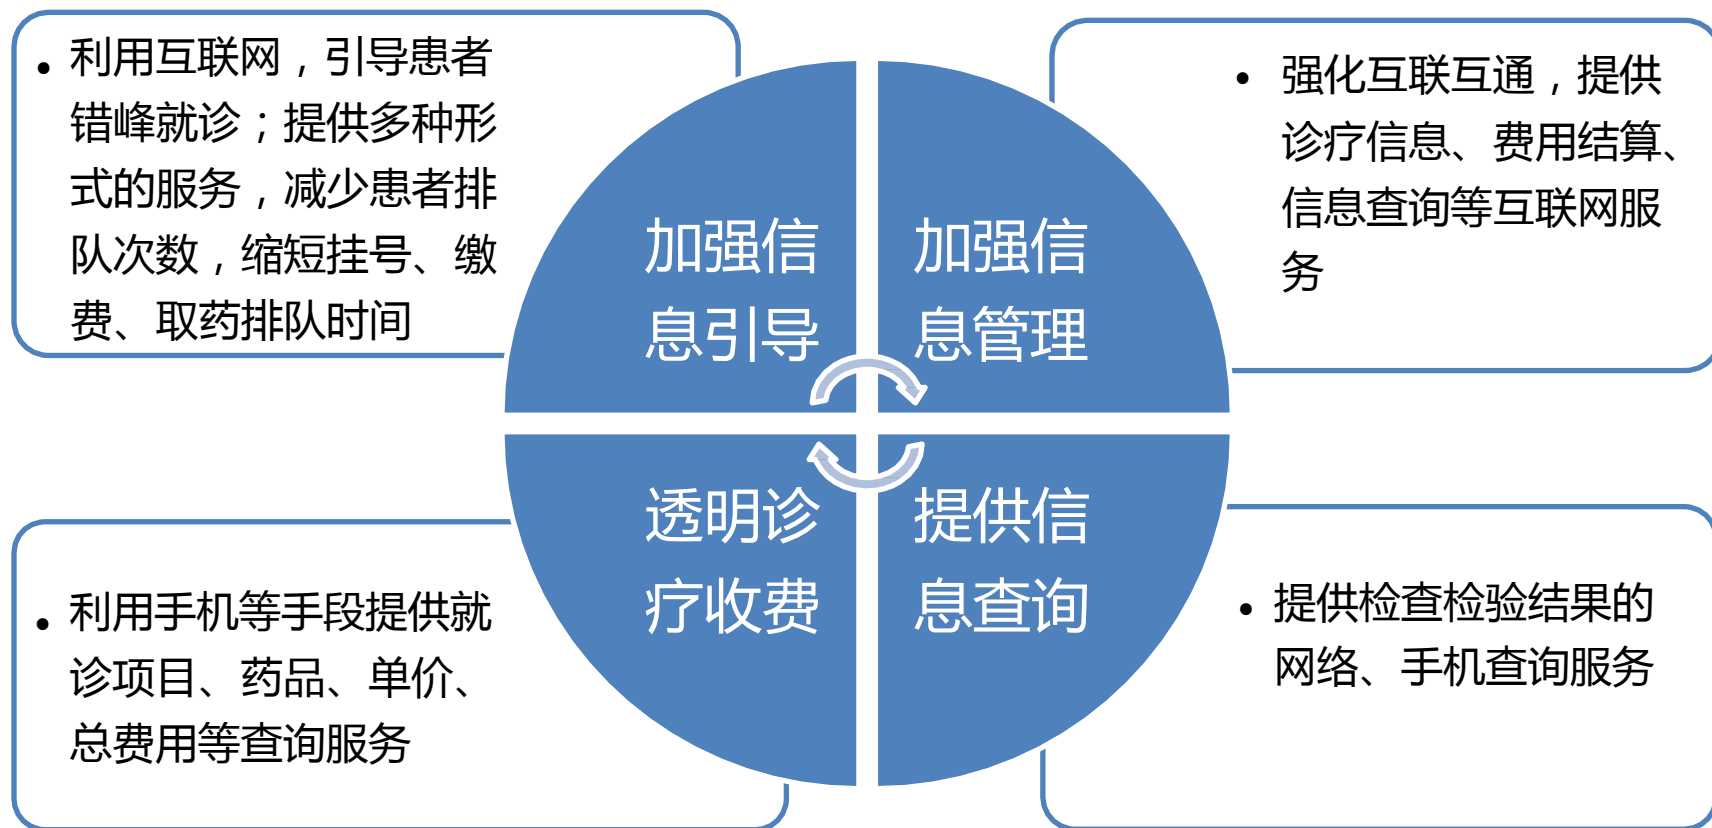 • 利用互联网，引导患者
错峰就诊；提供多种形
式的服务，减少患者排
队次数，缩短挂号、缴
费、取药排队时间
加强信
息引导
加强信
息管理
• 强化互联互通，提供
诊疗信息、费用结算、
信息查询等互联网服
务
• 利用手机等手段提供就
诊项目、药品、单价、
总费用等查询服务
透明诊
疗收费
提供信
息查询
• 提供检查检验结果的
网络、手机查询服务